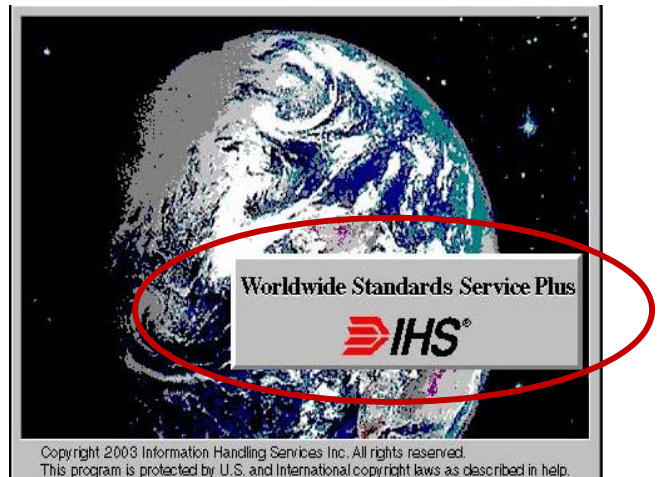 Worldwide Standards Service Plus
IHS®
Copyright 2003 Information Handling Services Inc. All rights reserved.
This program is protected by U.S. and International copyright laws as described in help.